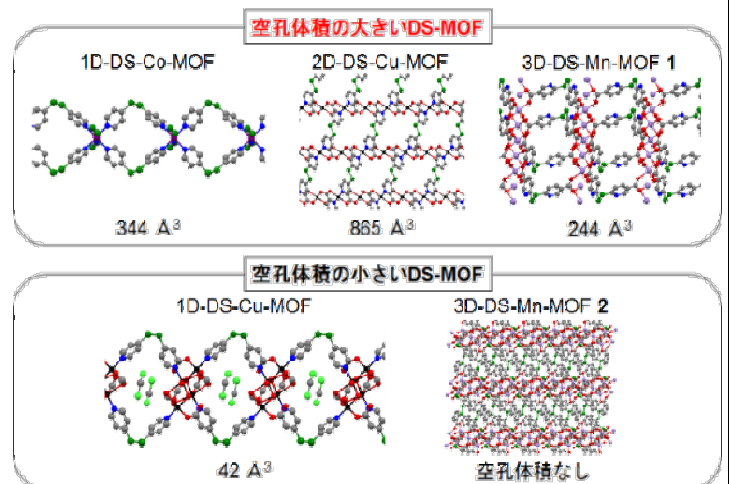 空孔体積の大きいDS-MOF
1D-DS-Co-MOF
2D-DS-Cu-MOF
3D-DS-Mn-MOF 1
344 Å3
865 Å3
244 Å3
空孔体積の小さいDS-MOF
1D-DS-Cu-MOF
3D-DS-Mn-MOF 2
42 Å3
空孔体積なし